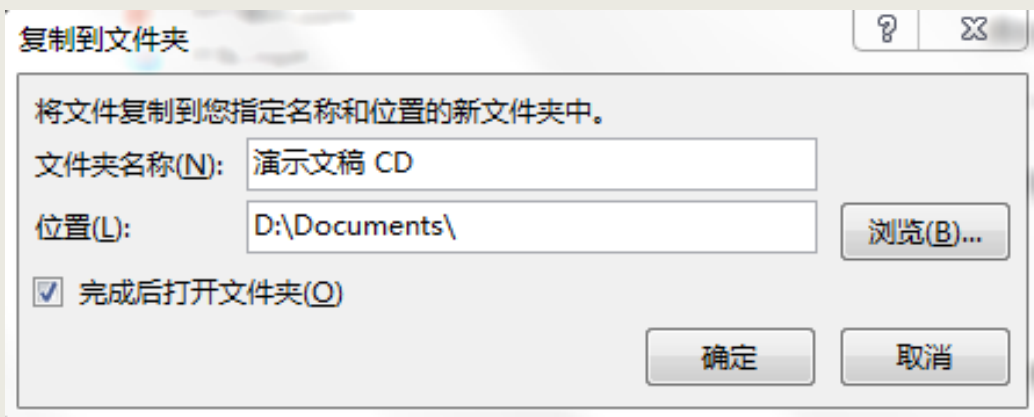 复制到文件夹
将文件复制到您指定名称和位置的新文件夹中。
文件夹名称(N): 演示文稿 CD
位置(L): D:\Documents\ 浏览(B)...
完成后打开文件夹(O)
确定 取消